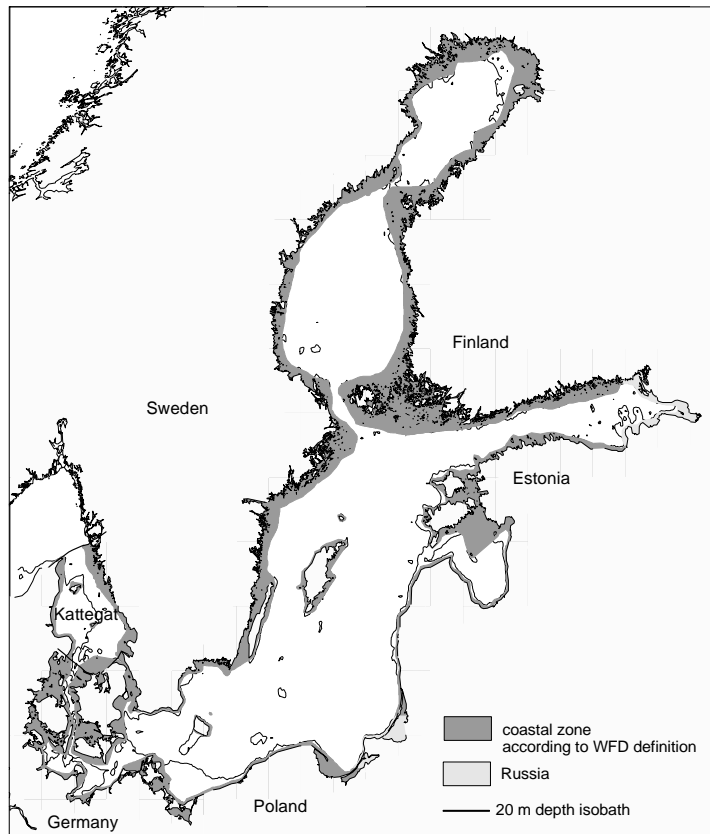 Finland
Sweden
Estonia
Kattegat
coastal zone
according to WFD definition
Russia
20 m depth isobath
Poland
Germany